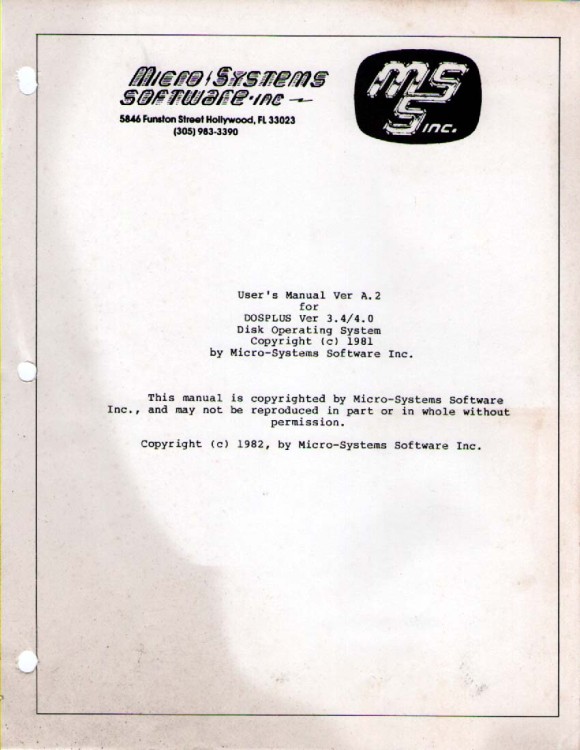 Micro-Systems
Software inc
5846 Funston Street Hollywood, FL 33023
(305) 983-3390
MSS inc.
User's Manual Ver A.2
for
DOSPLUS Ver 3.4/4.0
Disk Operating System
Copyright (c) 1981
by Micro-Systems Software Inc.
This manual is copyrighted by Micro-Systems Software
Inc., and may not be reproduced in part or in whole without
permission.
Copyright (c) 1982, by Micro-Systems Software Inc.